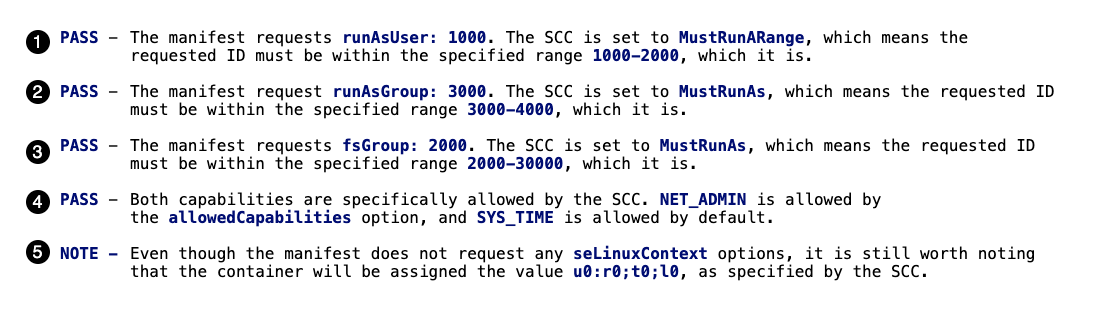 1 PASS – The manifest requests runAsUser: 1000. The SCC is set to MustRunARange, which means the
requested ID must be within the specified range 1000–2000, which it is.
2 PASS – The manifest request runAsGroup: 3000. The SCC is set to MustRunAs, which means the requested ID
must be within the specified range 3000–4000, which it is.
3 PASS – The manifest requests fsGroup: 2000. The SCC is set to MustRunAs, which means the requested ID
must be within the specified range 2000–30000, which it is.
4 PASS – Both capabilities are specifically allowed by the SCC. NET_ADMIN is allowed by
the allowedCapabilities option, and SYS_TIME is allowed by default.
5 NOTE – Even though the manifest does not request any seLinuxContext options, it is still worth noting
that the container will be assigned the value u0:r0;t0;l0, as specified by the SCC.